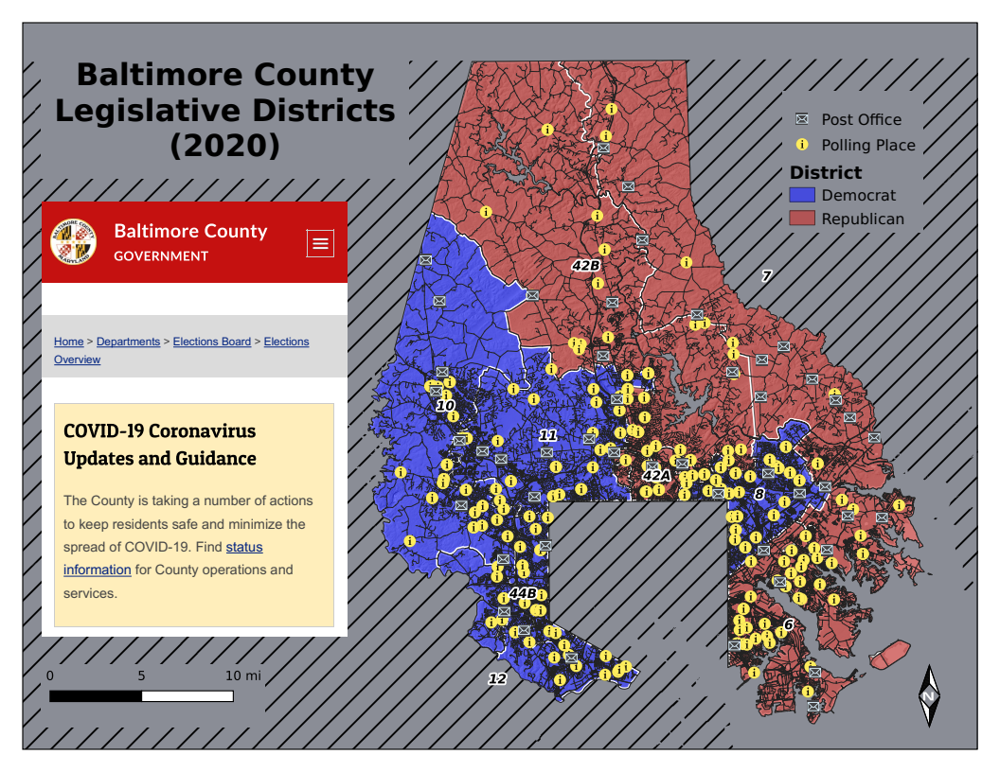 Baltimore County
Legislative Districts
(2020)
Post Office
Polling Place
District
Democrat
Republican
Baltimore County
GOVERNMENT
Home > Departments > Elections Board > Elections
Overview
COVID-19 Coronavirus
Updates and Guidance
The County is taking a number of actions
to keep residents safe and minimize the
spread of COVID-19. Find status
information for County operations and
services.
42B
7
10
11
42A
8
44B
6
12
0 5 10 mi
N